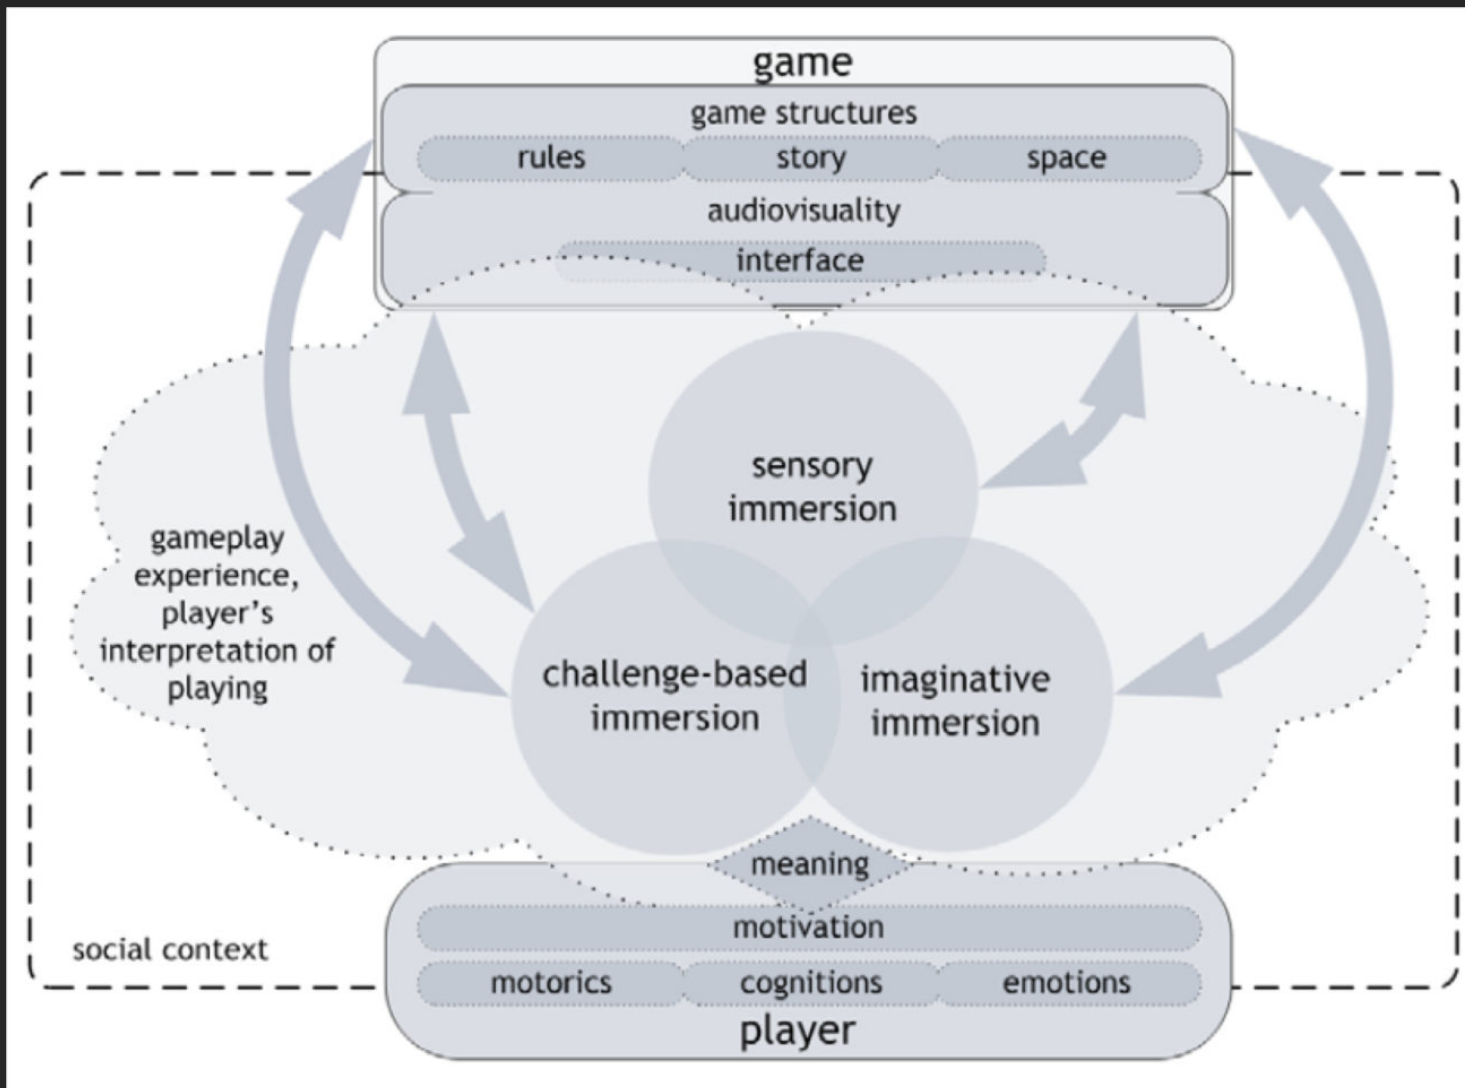 game
game structures
rules story space
audiovisuality
interface
sensory
immersion
gameplay
experience,
player's
interpretation of
playing
challenge-based
immersion
imaginative
immersion
meaning
motivation
social context
motorics cognitions emotions
player